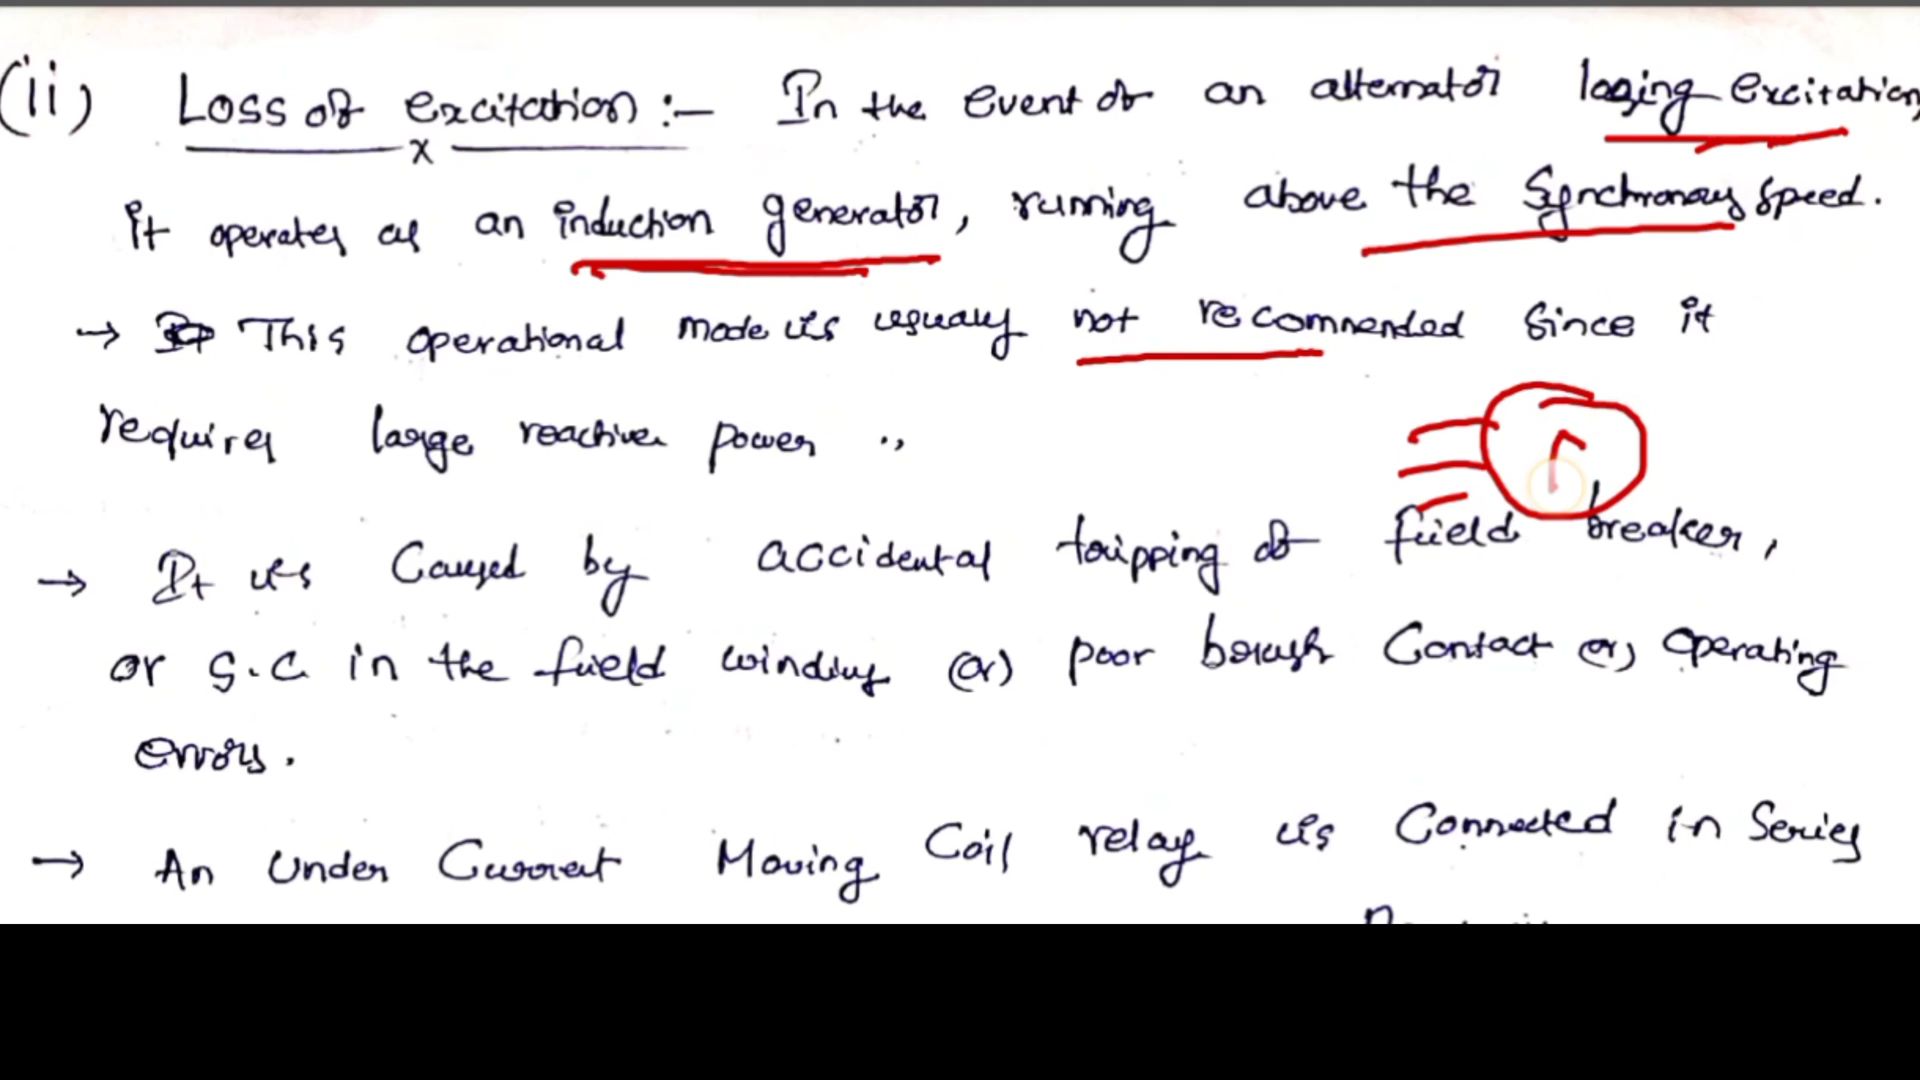 (ii) Loss of excitation :- In the event of an alternator losing excitation,
it operates as an induction generator, running above the Synchronous speed.
→ This operational mode is usually not recommended since it
requires large reactive power.
→ It is Caused by accidental tripping of field breaker,
or S.C. in the field winding (or) poor brush Contact (or) operating
errors.
→ An Under Current Moving Coil relay is Connected in Series